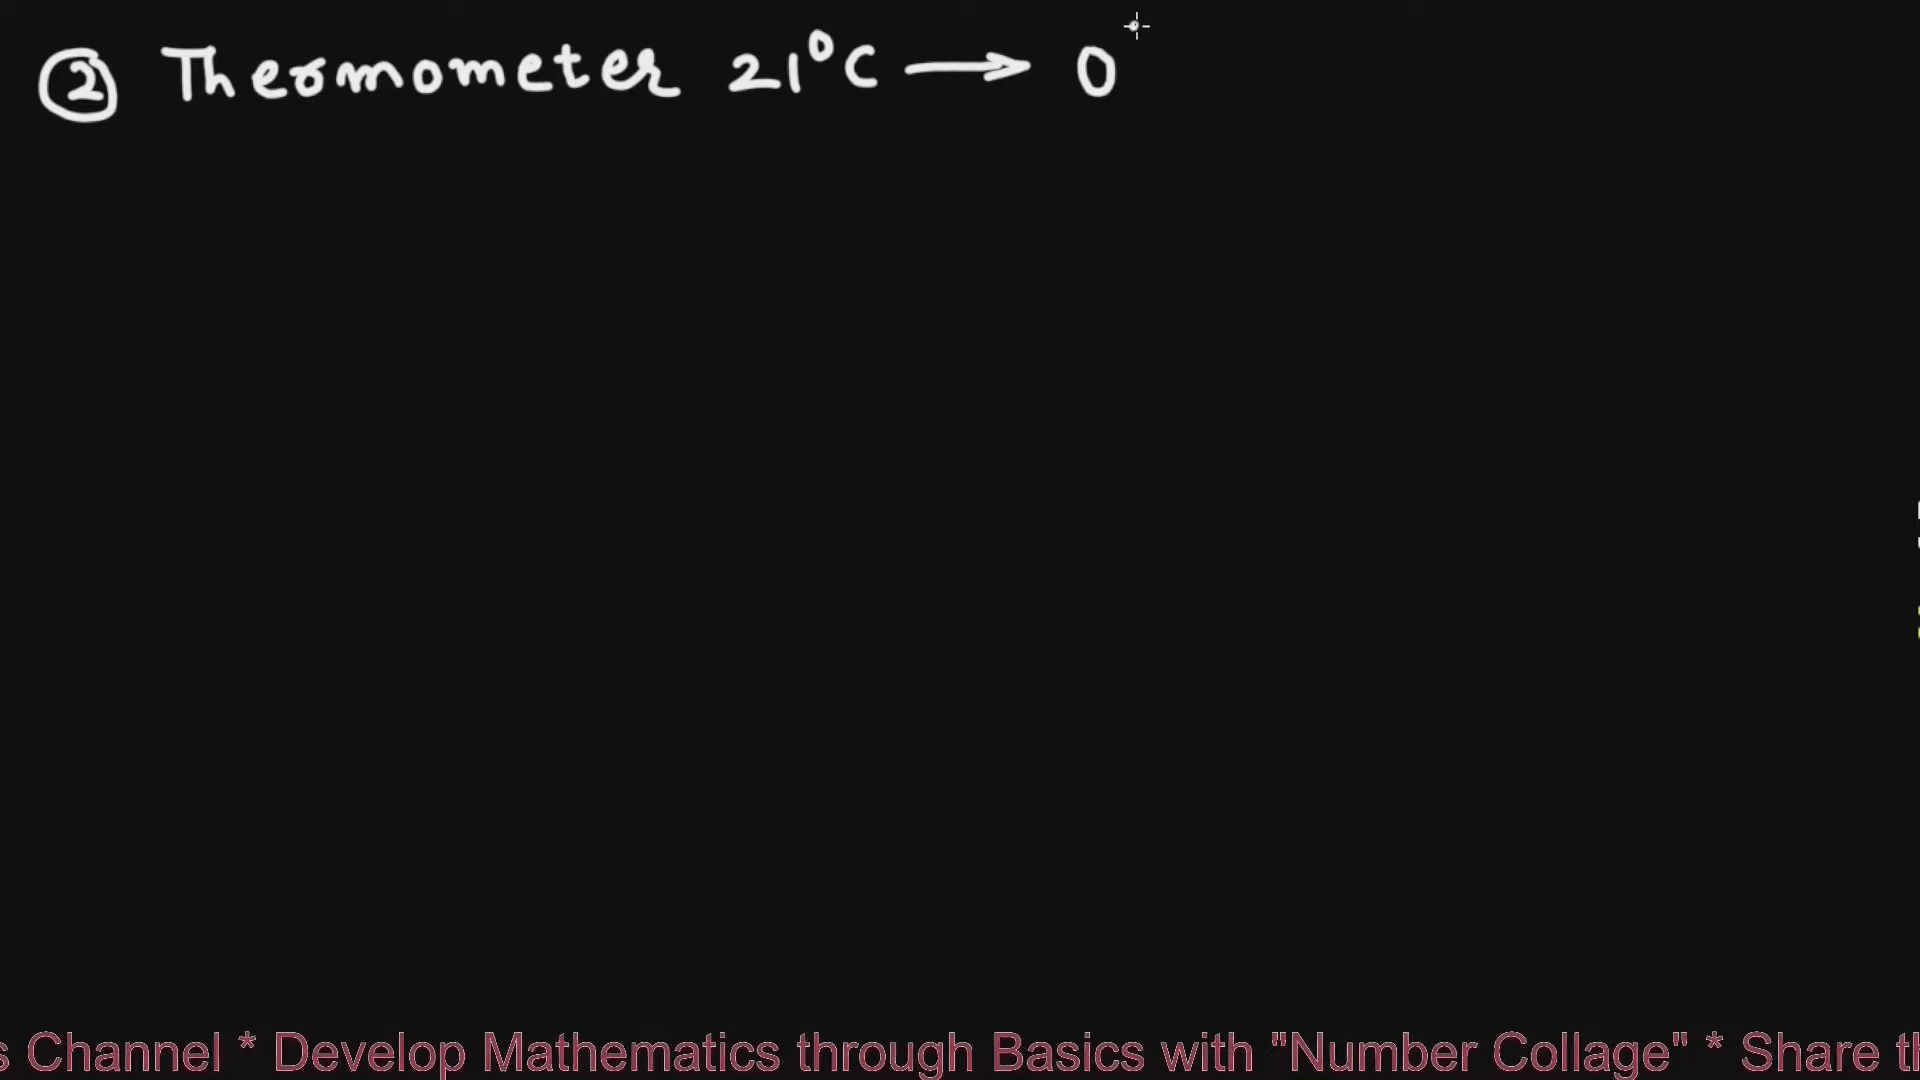 ② Thermometer 21°C → 0
s Channel * Develop Mathematics through Basics with "Number Collage" * Share th